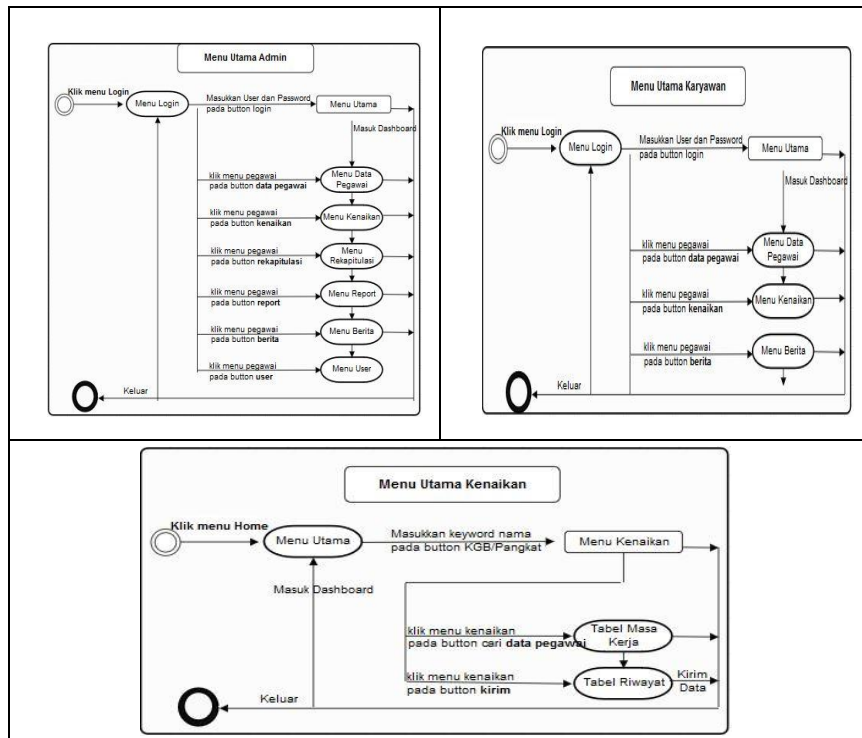 Menu Utama Admin
Klik menu Login
Menu Login
Masukkan User dan Password
pada button login
Menu Utama
Masuk Dashboard
klik menu pegawai
pada button data pegawai
Menu Data
Pegawai
klik menu pegawai
pada button kenaikan
Menu Kenaikan
klik menu pegawai
pada button rekapitulasi
Menu
Rekapitulasi
klik menu pegawai
pada button report
Menu Report
klik menu pegawai
pada button berita
Menu Berita
klik menu pegawai
pada button user
Menu User
Keluar
Menu Utama Karyawan
Klik menu Login
Menu Login
Masukkan User dan Password
pada button login
Menu Utama
Masuk Dashboard
klik menu pegawai
pada button data pegawai
Menu Data
Pegawai
klik menu pegawai
pada button kenaikan
Menu Kenaikan
klik menu pegawai
pada button berita
Menu Berita
Keluar
Menu Utama Kenaikan
Klik menu Home
Menu Utama
Masukkan keyword nama
pada button KGB/Pangkat
Menu Kenaikan
Masuk Dashboard
klik menu kenaikan
pada button cari data pegawai
Tabel Masa
Kerja
klik menu kenaikan
pada button kirim
Tabel Riwayat
Kirim
Data
Keluar